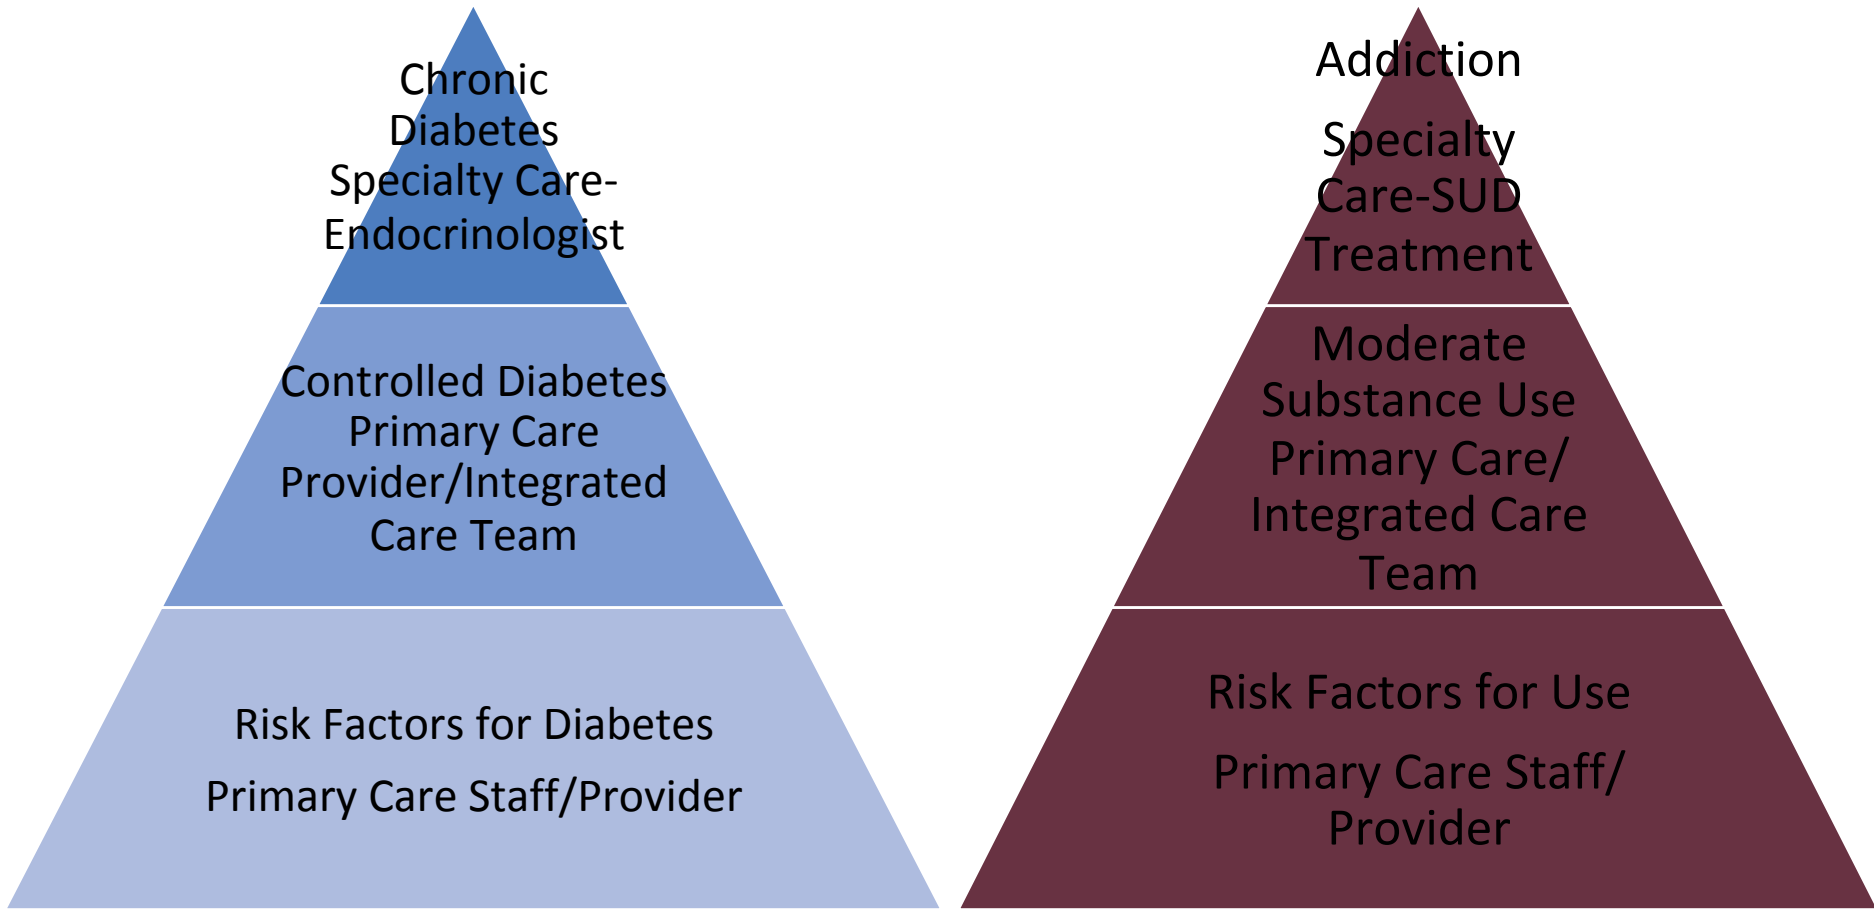 Chronic
Diabetes
Specialty Care-
Endocrinologist
Controlled Diabetes
Primary Care
Provider/Integrated
Care Team
Risk Factors for Diabetes
Primary Care Staff/Provider
Addiction
Specialty
Care-SUD
Treatment
Moderate
Substance Use
Primary Care/
Integrated Care
Team
Risk Factors for Use
Primary Care Staff/
Provider